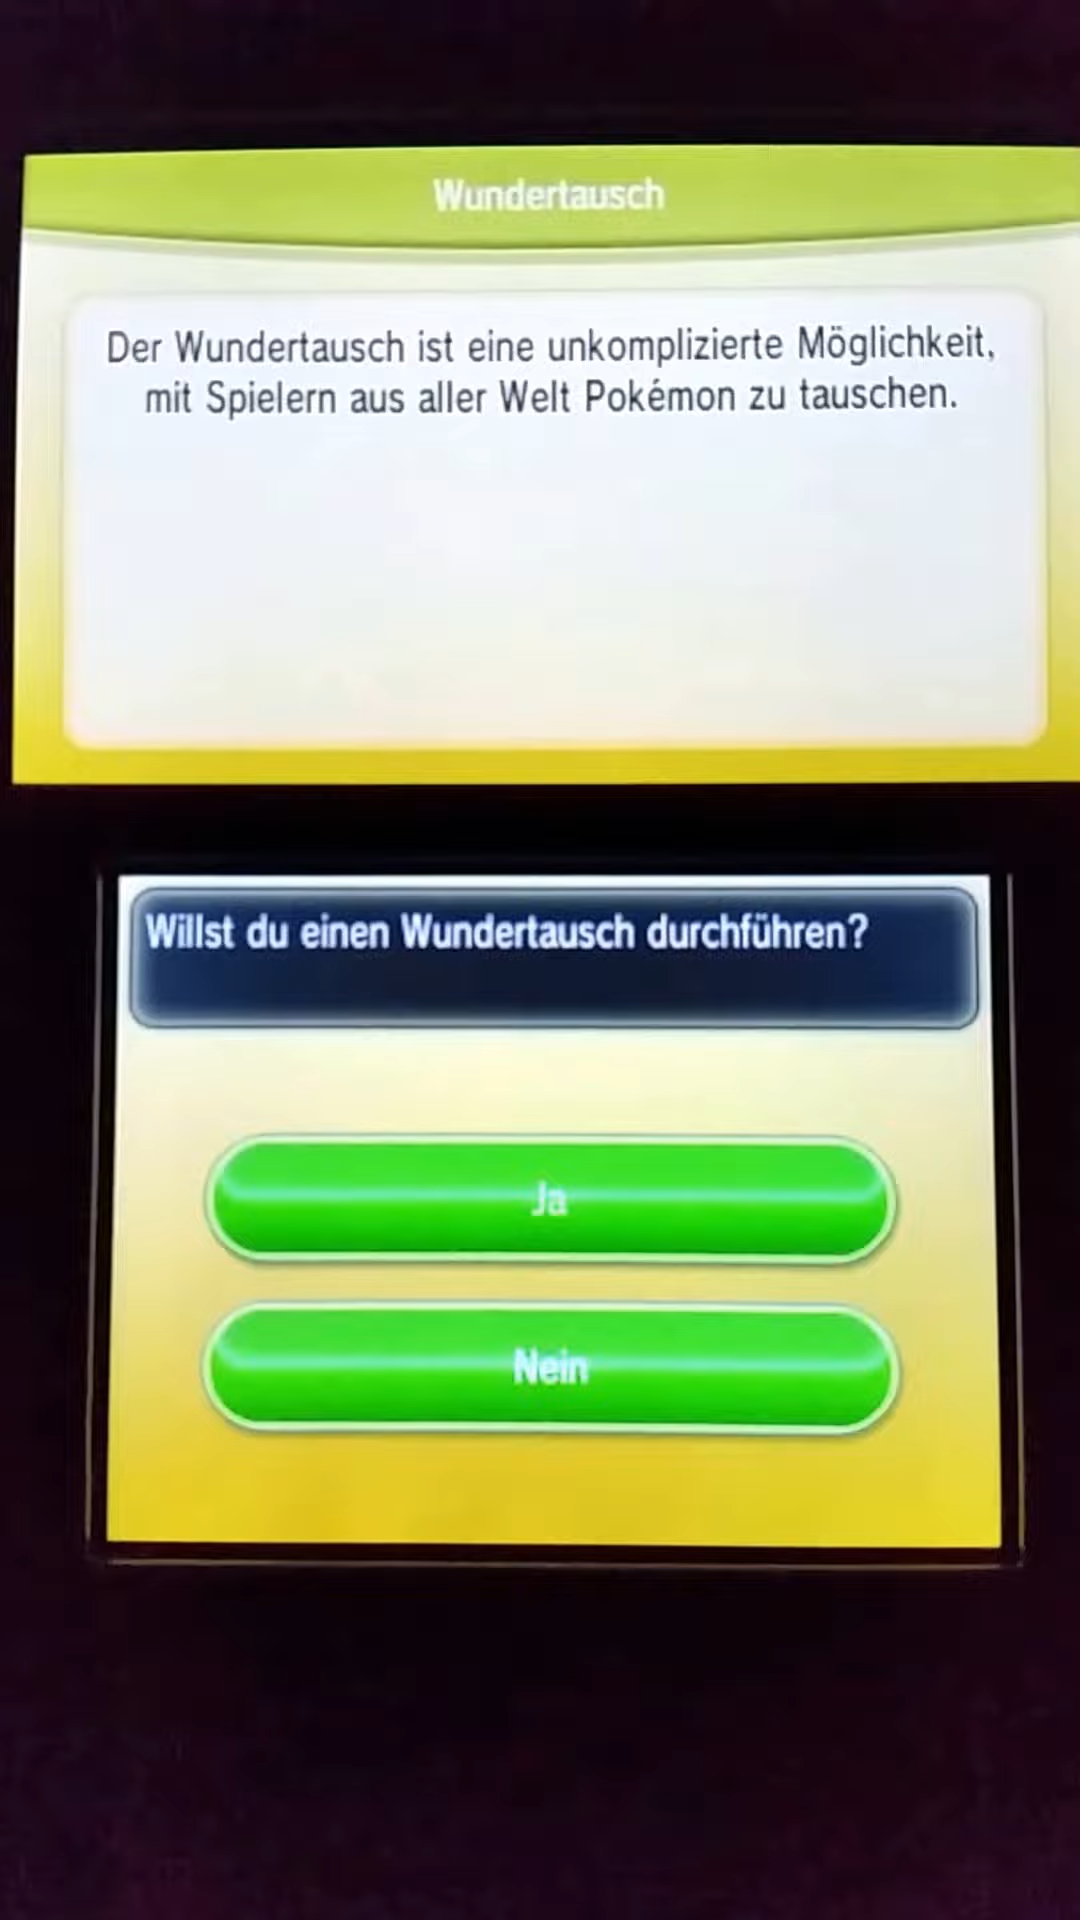 Wundertausch
Der Wundertausch ist eine unkomplizierte Möglichkeit,
mit Spielern aus aller Welt Pokémon zu tauschen.
Willst du einen Wundertausch durchführen?
Ja
Nein